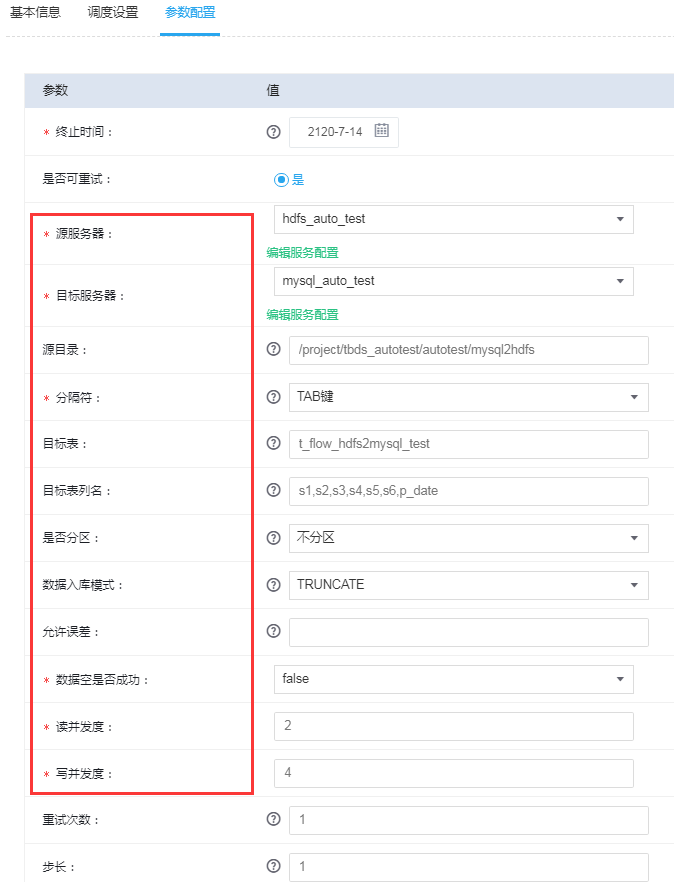 基本信息 调度设置 参数配置
参数 值
* 终止时间： ? 2120-7-14
是否可重试： 是
* 源服务器： hdfs_auto_test
编辑服务配置
* 目标服务器： mysql_auto_test
编辑服务配置
源目录： ? /project/tbds_autotest/autotest/mysql2hdfs
* 分隔符： ? TAB键
目标表： ? t_flow_hdfs2mysql_test
目标表列名： ? s1,s2,s3,s4,s5,s6,p_date
是否分区： ? 不分区
数据入库模式： ? TRUNCATE
允许误差： ?
* 数据空是否成功： false
* 读并发度： 2
* 写并发度： 4
重试次数： ? 1
步长： ? 1